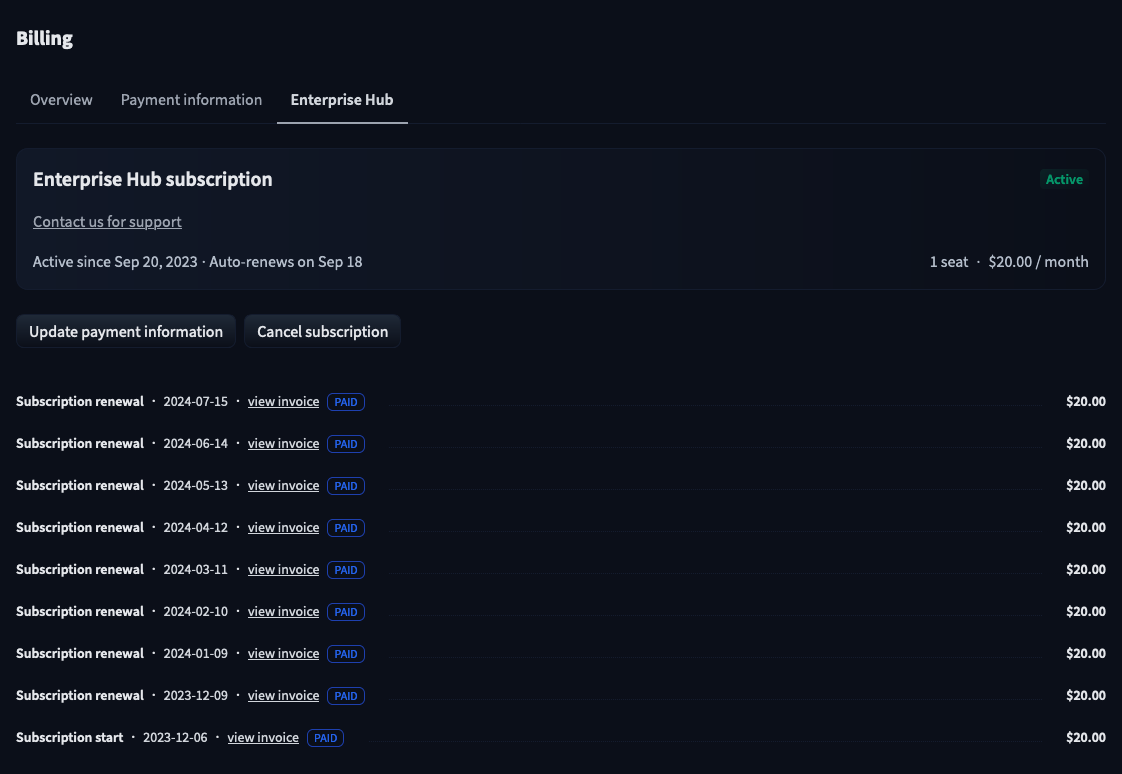 Billing
Overview Payment information Enterprise Hub
Enterprise Hub subscription Active
Contact us for support
Active since Sep 20, 2023 · Auto-renews on Sep 18 1 seat · $20.00 / month
Update payment information Cancel subscription
Subscription renewal · 2024-07-15 · view invoice PAID $20.00
Subscription renewal · 2024-06-14 · view invoice PAID $20.00
Subscription renewal · 2024-05-13 · view invoice PAID $20.00
Subscription renewal · 2024-04-12 · view invoice PAID $20.00
Subscription renewal · 2024-03-11 · view invoice PAID $20.00
Subscription renewal · 2024-02-10 · view invoice PAID $20.00
Subscription renewal · 2024-01-09 · view invoice PAID $20.00
Subscription renewal · 2023-12-09 · view invoice PAID $20.00
Subscription start · 2023-12-06 · view invoice PAID $20.00